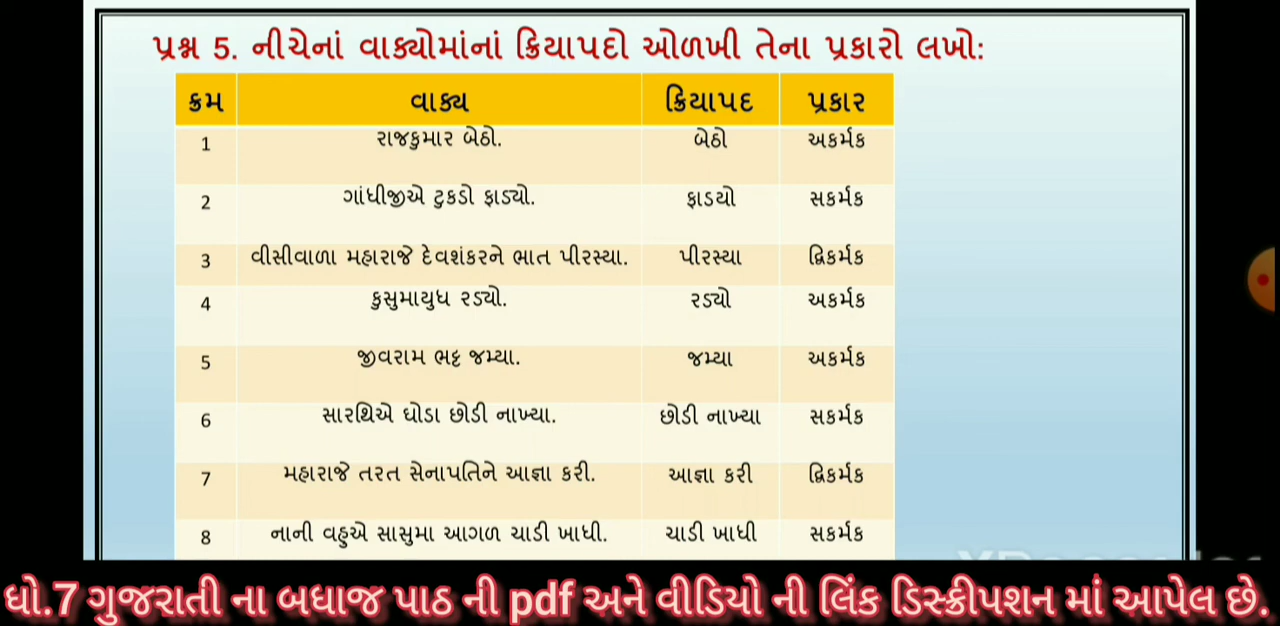 પ્રશ્ન 5. નીચેનાં વાક્યોમાંનાં ક્રિયાપદો ઓળખી તેના પ્રકારો લખો:
ક્રમ વાક્ય ક્રિયાપદ પ્રકાર
1 રાજકુમાર બેઠો. બેઠો અકર્મક
2 ગાંધીજીએ ટુકડો ફાડ્યો. ફાડયો સકર્મક
3 વીસીવાળા મહારાજે દેવશંકરને ભાત પીરસ્યા. પીરસ્યા દ્વિકર્મક
4 કુસુમાયુધ રડ્યો. રડ્યો અકર્મક
5 જીવરામ ભટ્ટ જમ્યા. જમ્યા અકર્મક
6 સારથિએ ઘોડા છોડી નાખ્યા. છોડી નાખ્યા સકર્મક
7 મહારાજે તરત સેનાપતિને આજ્ઞા કરી. આજ્ઞા કરી દ્વિકર્મક
8 નાની વહુએ સાસુમા આગળ ચાડી ખાધી. ચાડી ખાધી સકર્મક
ધો.7 ગુજરાતી ના બધાજ પાઠ ની pdf અને વીડિયો ની લિંક ડિસ્ક્રીપશન માં આપેલ છે.